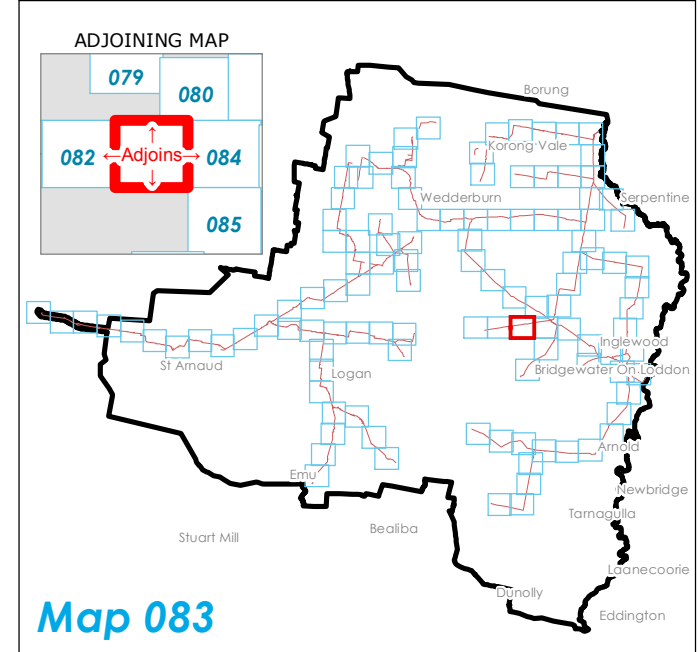 ADJOINING MAP
079
080
082
Adjoins
084
085
Borung
Korong Vale
Wedderburn
Serpentine
Inglewood
St Arnaud
Logan
Bridgewater On Loddon
Arnold
Emu
Newbridge
Tarnagulla
Bealiba
Stuart Mill
Laanecoorie
Dunolly
Eddington
Map 083